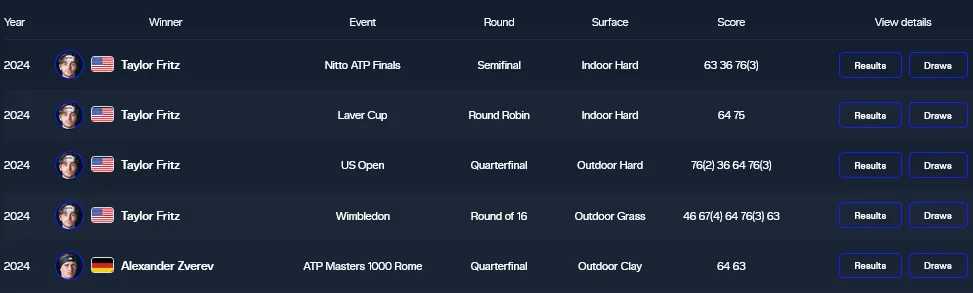 Year Winner Event Round Surface Score View details
2024 Taylor Fritz Nitto ATP Finals Semifinal Indoor Hard 63 36 76(3) Results Draws
2024 Taylor Fritz Laver Cup Round Robin Indoor Hard 64 75 Results Draws
2024 Taylor Fritz US Open Quarterfinal Outdoor Hard 76(2) 36 64 76(3) Results Draws
2024 Taylor Fritz Wimbledon Round of 16 Outdoor Grass 46 67(4) 64 76(3) 63 Results Draws
2024 Alexander Zverev ATP Masters 1000 Rome Quarterfinal Outdoor Clay 64 63 Results Draws